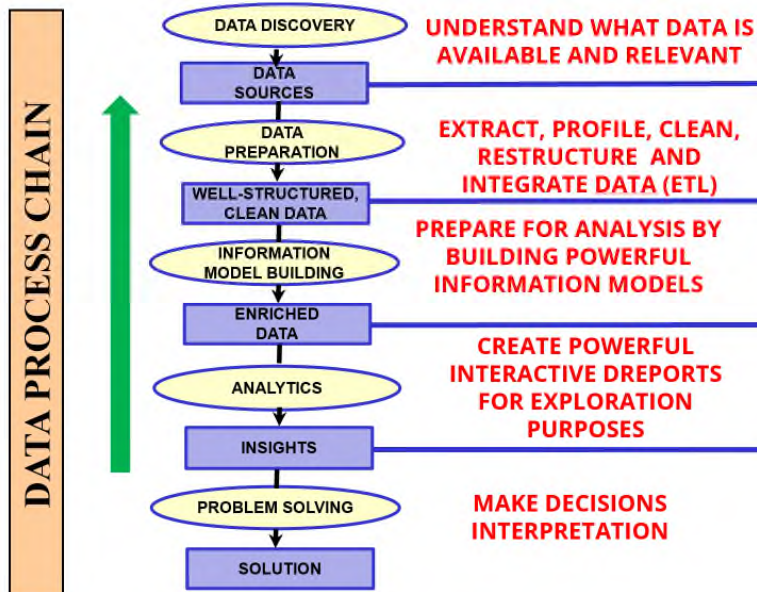 DATA PROCESS CHAIN
DATA DISCOVERY
UNDERSTAND WHAT DATA IS
AVAILABLE AND RELEVANT
DATA
SOURCES
DATA
PREPARATION
EXTRACT, PROFILE, CLEAN,
RESTRUCTURE AND
INTEGRATE DATA (ETL)
WELL-STRUCTURED,
CLEAN DATA
INFORMATION
MODEL BUILDING
PREPARE FOR ANALYSIS BY
BUILDING POWERFUL
INFORMATION MODELS
ENRICHED
DATA
ANALYTICS
CREATE POWERFUL
INTERACTIVE DREPORTS
FOR EXPLORATION
PURPOSES
INSIGHTS
PROBLEM SOLVING
MAKE DECISIONS
INTERPRETATION
SOLUTION